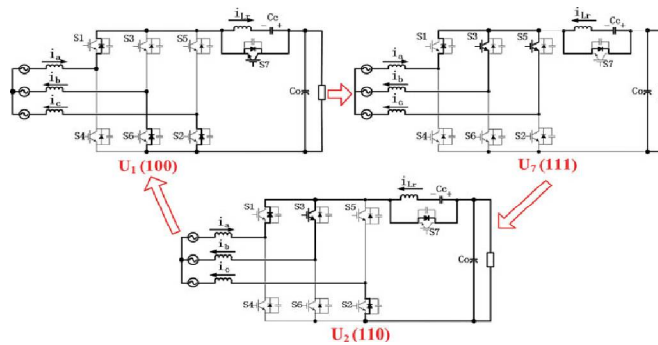 S1 S3 S5 iLr Cc
− +
S7
ia
ib
ic
Co
S4 S6 S2
U1 (100)
S1 S3 S5 iLr Cc
− +
S7
ia
ib
ic
Co
S4 S6 S2
U7 (111)
S1 S3 S5 iLr Cc
− +
S7
ia
ib
ic
Co
S4 S6 S2
U2 (110)